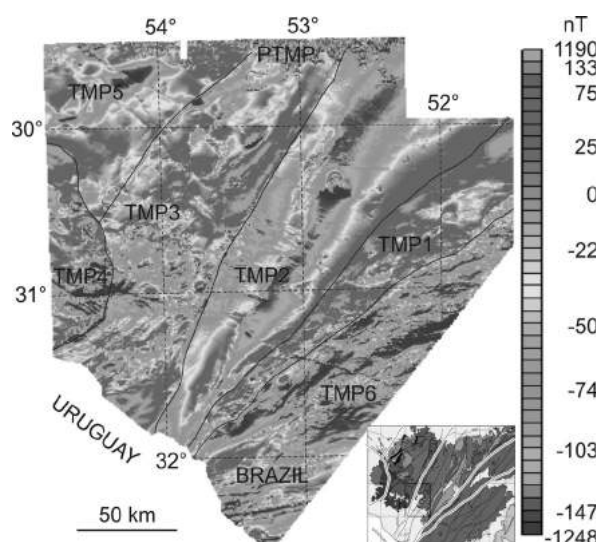 54°
53°
nT
PTMP
1190
133
TMP5
75
52°
30°
25
0
TMP3
-22
TMP1
TMP4
TMP2
31°
-50
-74
TMP6
URUGUAY
-103
32°
BRAZIL
-147
50 km
-1248